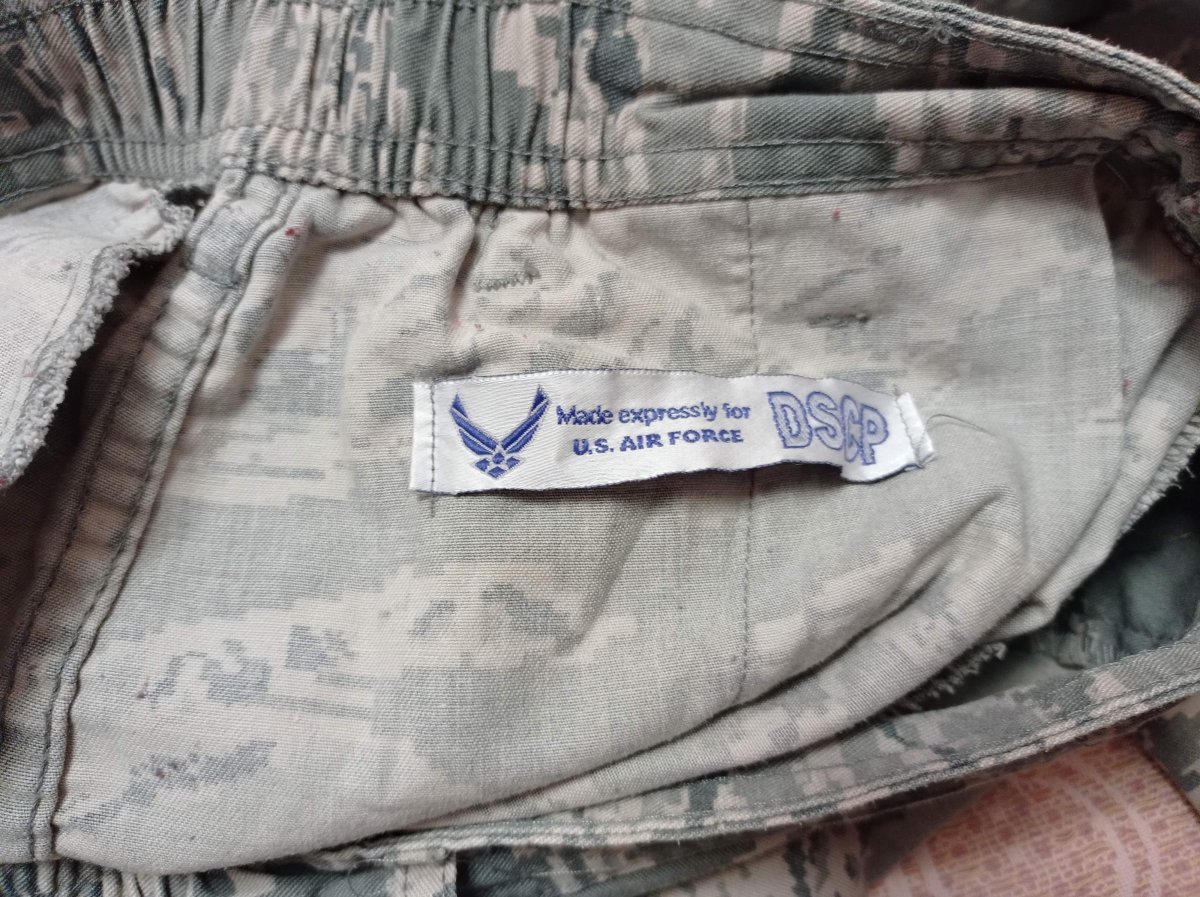 Made expressly for
U.S. AIR FORCE
DSCP